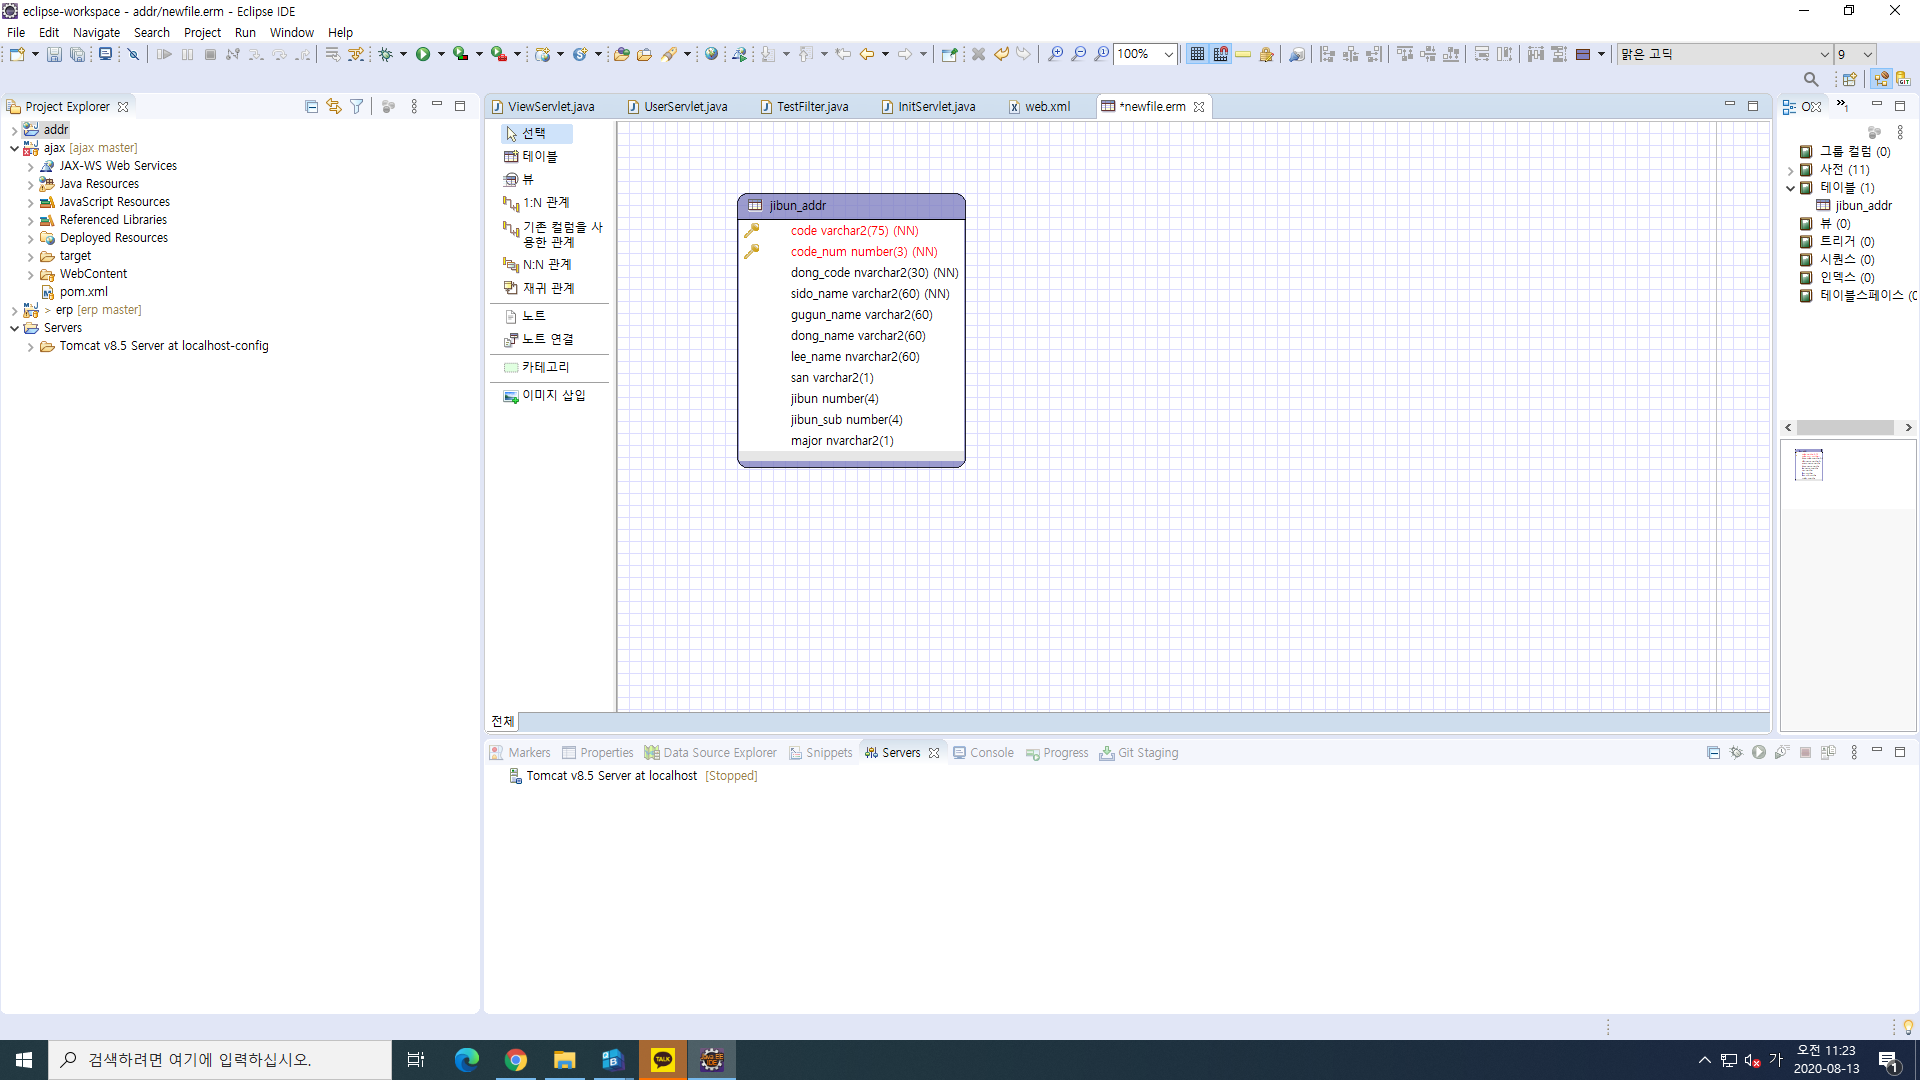 eclipse-workspace - addr/newfile.erm - Eclipse IDE
File Edit Navigate Search Project Run Window Help
100%
맑은 고딕
9
Project Explorer
addr
ajax [ajax master]
JAX-WS Web Services
Java Resources
JavaScript Resources
Referenced Libraries
Deployed Resources
target
WebContent
pom.xml
> erp [erp master]
Servers
Tomcat v8.5 Server at localhost-config
ViewServlet.java UserServlet.java TestFilter.java InitServlet.java web.xml *newfile.erm
선택
테이블
뷰
1:N 관계
기존 컬럼을 사
용한 관계
N:N 관계
재귀 관계
노트
노트 연결
카테고리
이미지 삽입
jibun_addr
code varchar2(75) (NN)
code_num number(3) (NN)
dong_code nvarchar2(30) (NN)
sido_name varchar2(60) (NN)
gugun_name varchar2(60)
dong_name varchar2(60)
lee_name nvarchar2(60)
san varchar2(1)
jibun number(4)
jibun_sub number(4)
major nvarchar2(1)
전체
O
1
그룹 컬럼 (0)
사전 (11)
테이블 (1)
jibun_addr
뷰 (0)
트리거 (0)
시퀀스 (0)
인덱스 (0)
테이블스페이스 (0
Markers Properties Data Source Explorer Snippets Servers Console Progress Git Staging
Tomcat v8.5 Server at localhost [Stopped]
검색하려면 여기에 입력하십시오.
TALK
가
오전 11:23
2020-08-13
1